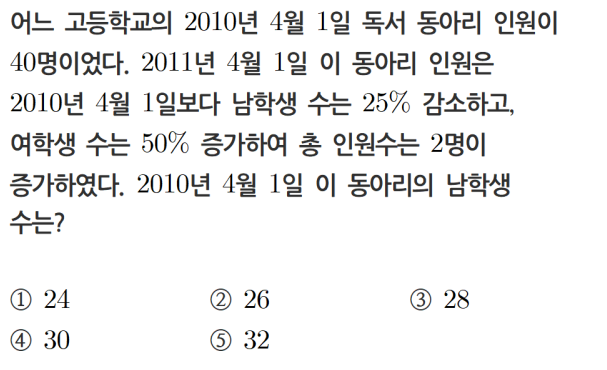 어느 고등학교의 2010년 4월 1일 독서 동아리 인원이
40명이었다. 2011년 4월 1일 이 동아리 인원은
2010년 4월 1일보다 남학생 수는 25% 감소하고,
여학생 수는 50% 증가하여 총 인원수는 2명이
증가하였다. 2010년 4월 1일 이 동아리의 남학생
수는?
① 24 ② 26 ③ 28
④ 30 ⑤ 32